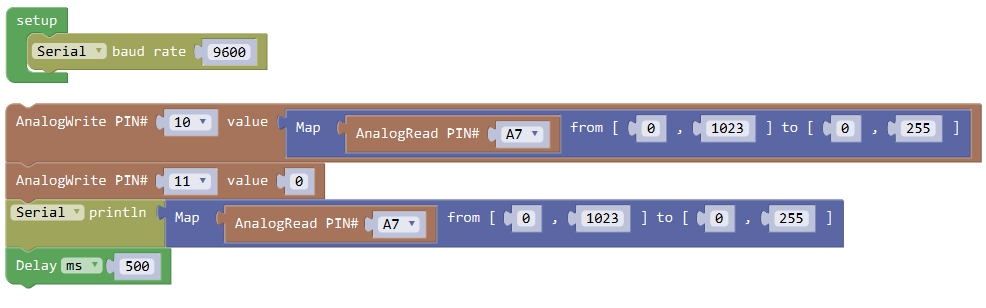 setup
Serial baud rate 9600
AnalogWrite PIN# 10 value Map AnalogRead PIN# A7 from [ 0 , 1023 ] to [ 0 , 255 ]
AnalogWrite PIN# 11 value 0
Serial println Map AnalogRead PIN# A7 from [ 0 , 1023 ] to [ 0 , 255 ]
Delay ms 500